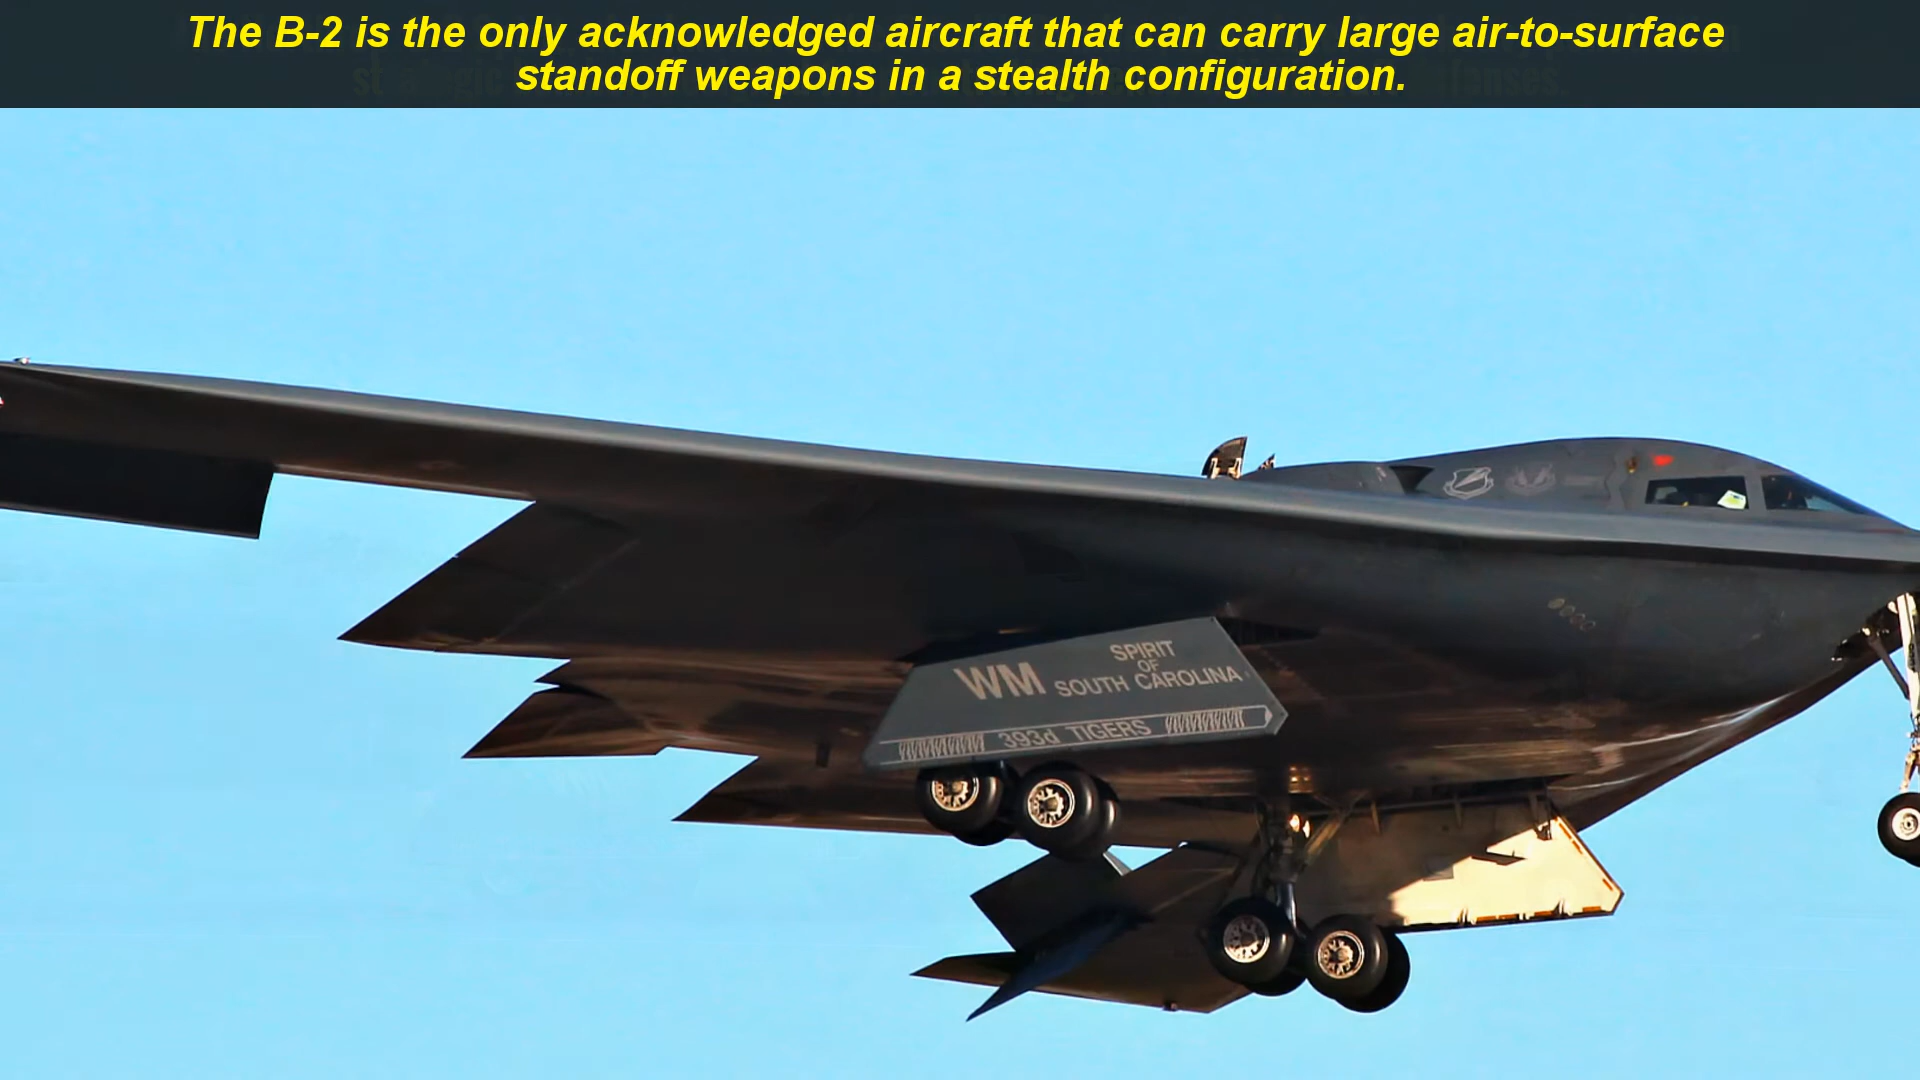 The B-2 is the only acknowledged aircraft that can carry large air-to-surface
standoff weapons in a stealth configuration.
SPIRIT
OF
WM SOUTH CAROLINA
393d TIGERS